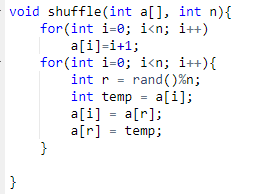 void shuffle(int a[], int n){
    for(int i=0; i<n; i++)
        a[i]=i+1;
    for(int i=0; i<n; i++){
        int r = rand()%n;
        int temp = a[i];
        a[i] = a[r];
        a[r] = temp;
    }
}